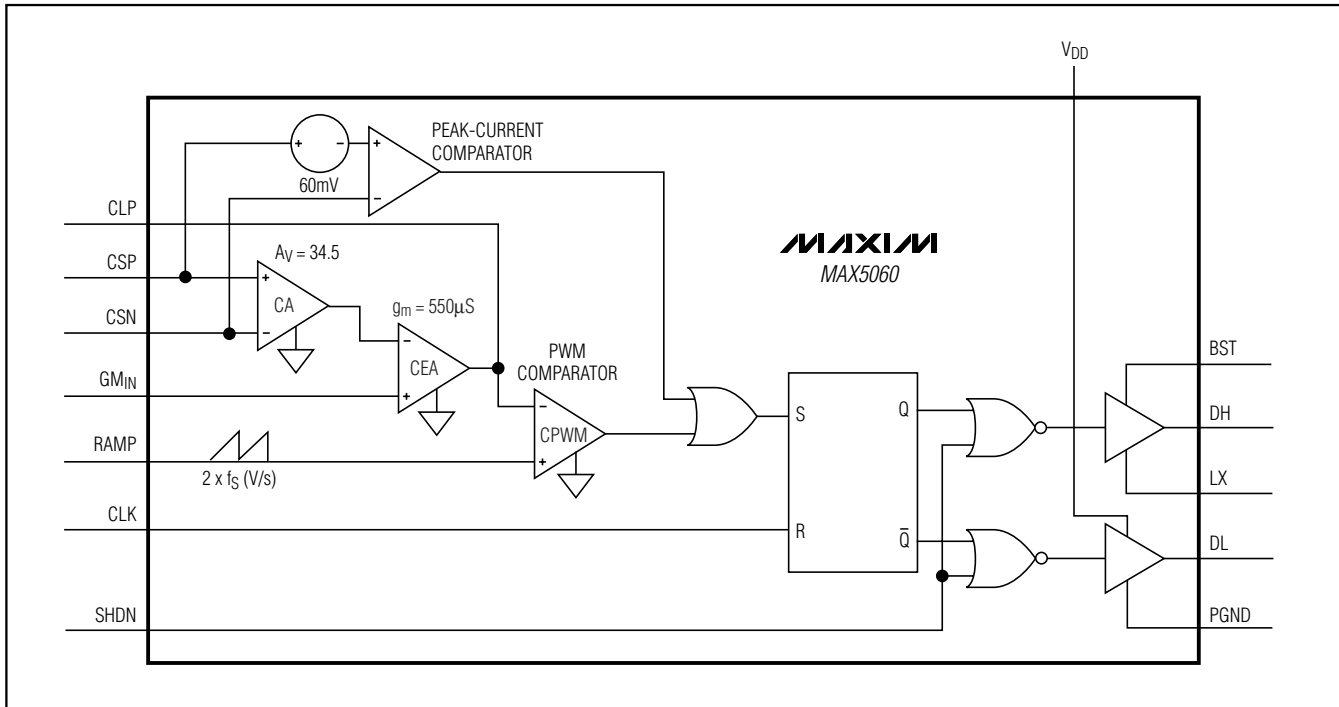 VDD
PEAK-CURRENT
COMPARATOR
+ -
+
60mV
-
CLP
MAXIM
MAX5060
AV = 34.5
CSP
+
CA
gm = 550µS
CSN
-
-
CEA
PWM
COMPARATOR
BST
GMIN
+
-
S
Q
DH
CPWM
RAMP
+
2 x fS (V/s)
LX
CLK
R
Q̅
DL
SHDN
PGND